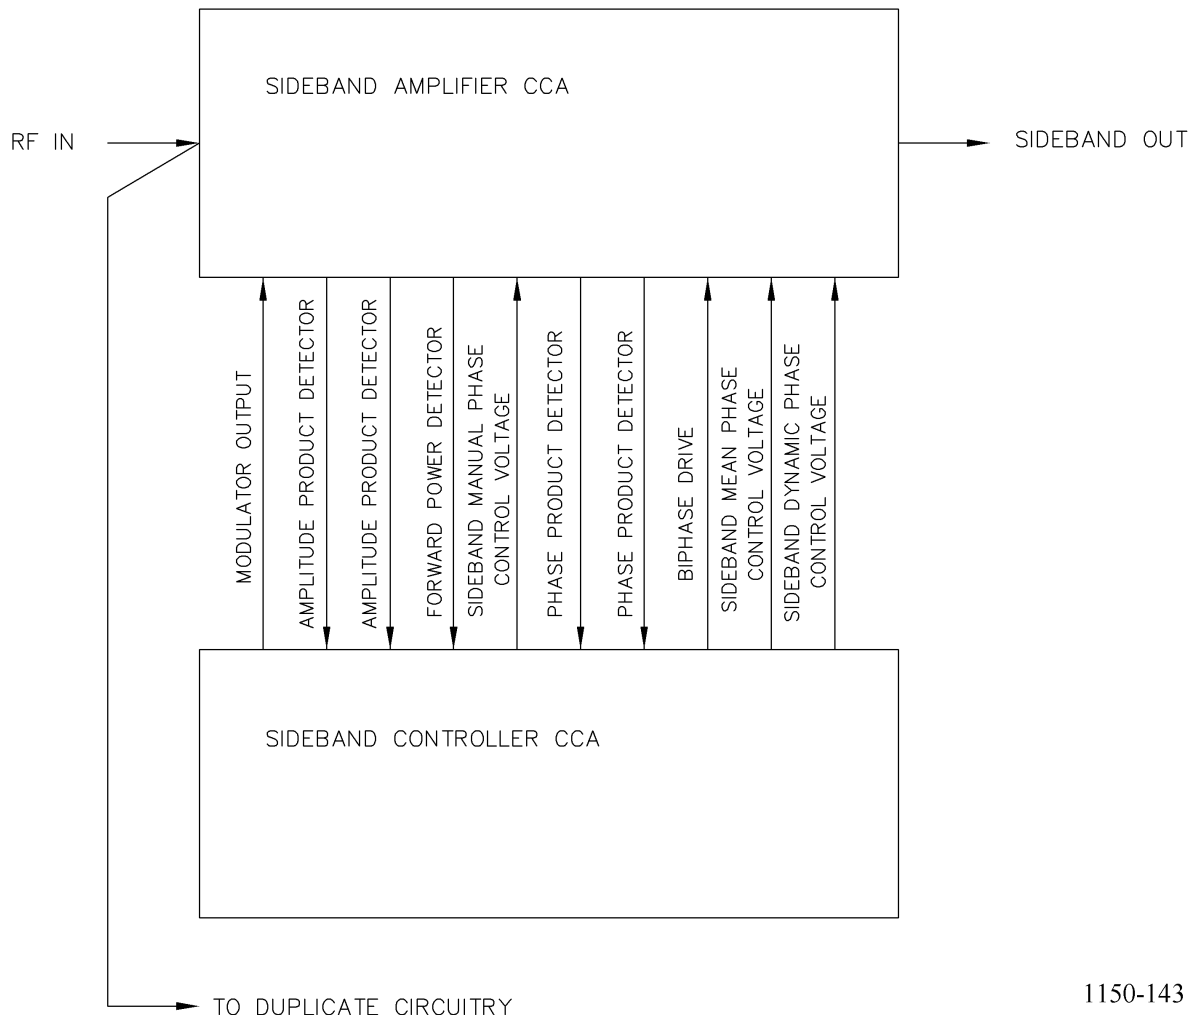 SIDEBAND AMPLIFIER CCA
RF IN
SIDEBAND OUT
MODULATOR OUTPUT
AMPLITUDE PRODUCT DETECTOR
AMPLITUDE PRODUCT DETECTOR
FORWARD POWER DETECTOR
SIDEBAND MANUAL PHASE
CONTROL VOLTAGE
PHASE PRODUCT DETECTOR
PHASE PRODUCT DETECTOR
BIPHASE DRIVE
SIDEBAND MEAN PHASE
CONTROL VOLTAGE
SIDEBAND DYNAMIC PHASE
CONTROL VOLTAGE
SIDEBAND CONTROLLER CCA
TO DUPLICATE CIRCUITRY
1150-143